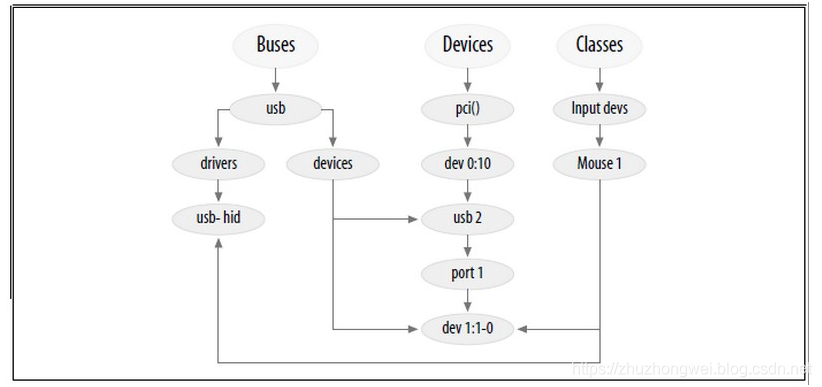 Buses
Devices
Classes
usb
pci()
Input devs
drivers
devices
dev 0:10
Mouse 1
usb- hid
usb 2
port 1
dev 1:1-0
https://zhuzhongwei.blog.csdn.net